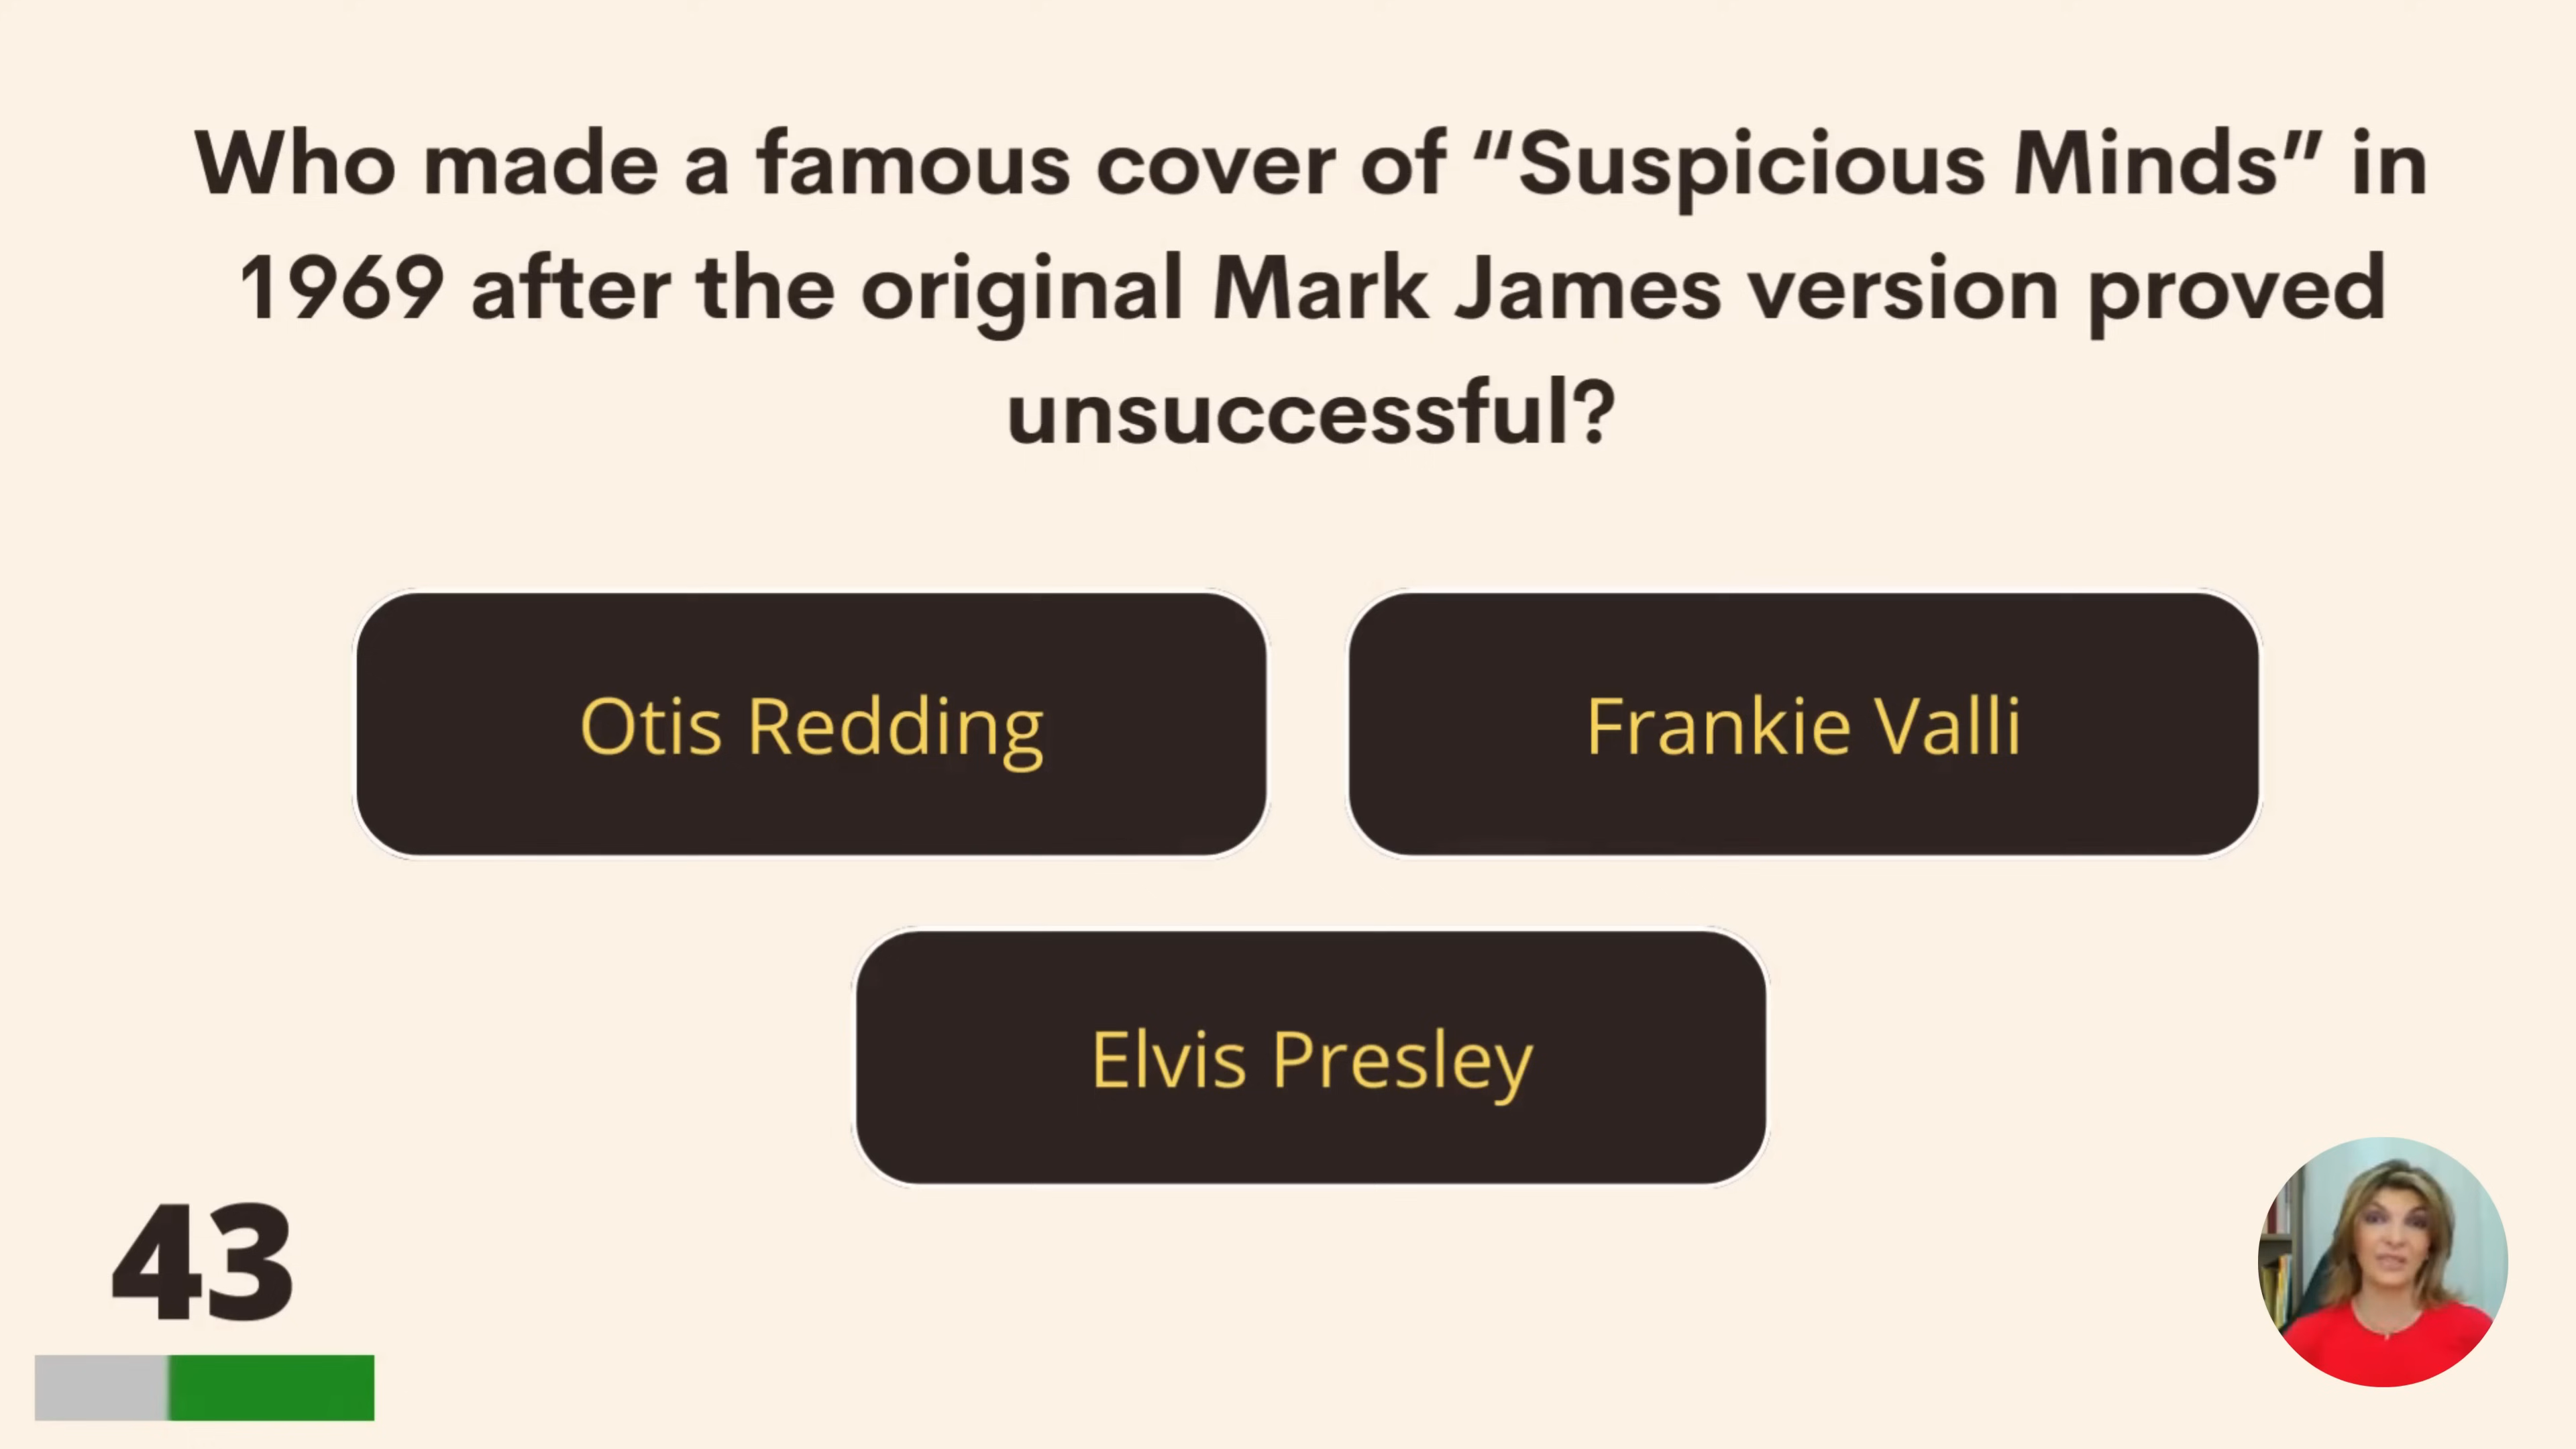 Who made a famous cover of “Suspicious Minds” in
1969 after the original Mark James version proved
unsuccessful?
Otis Redding
Frankie Valli
Elvis Presley
43